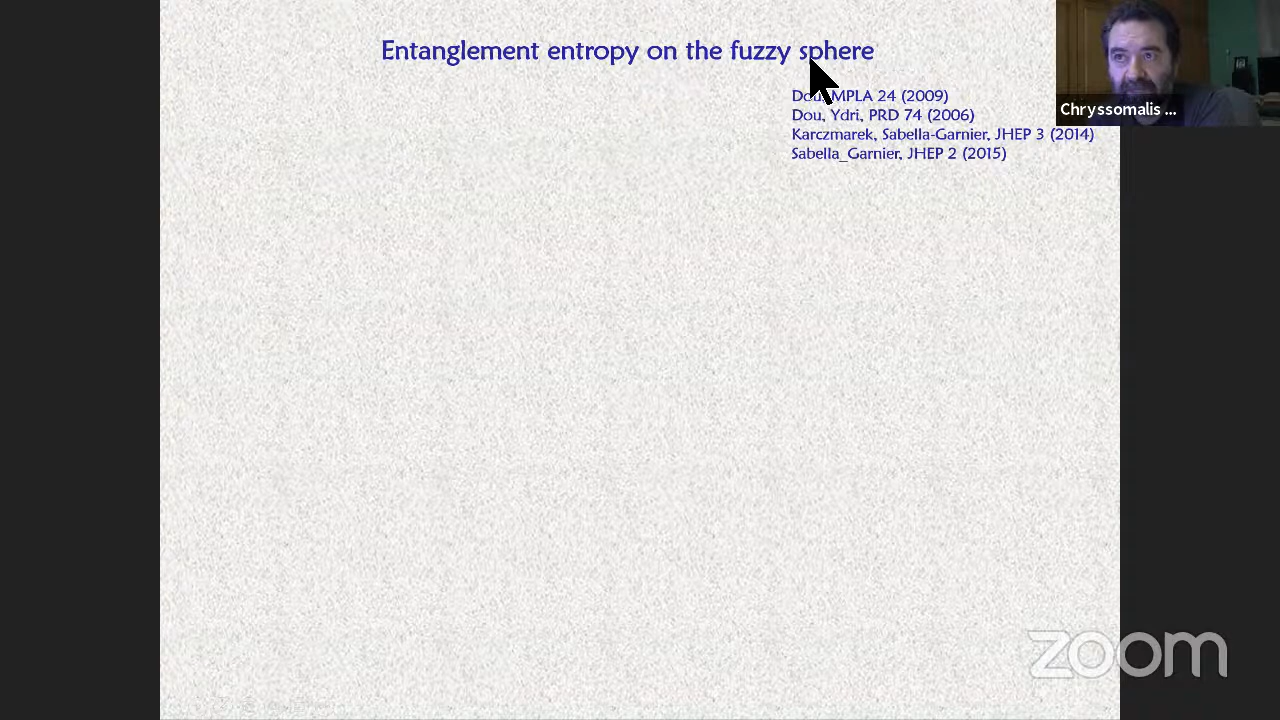 Entanglement entropy on the fuzzy sphere
Dou, MPLA 24 (2009)
Dou, Ydri, PRD 74 (2006)
Karczmarek, Sabella-Garnier, JHEP 3 (2014)
Sabella_Garnier, JHEP 2 (2015)
Chryssomalis ...
zoom